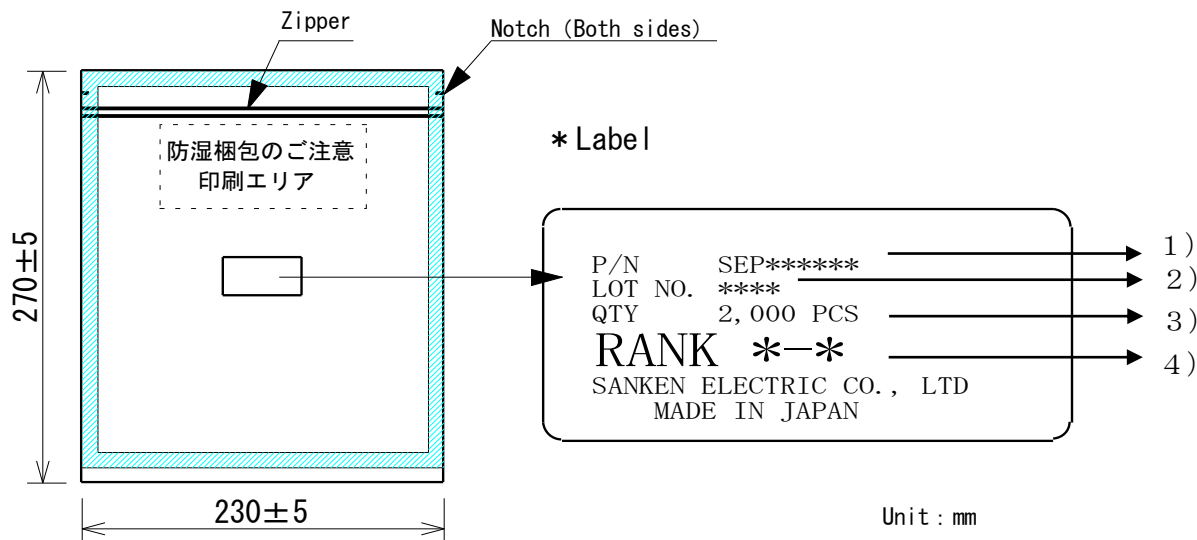 Zipper
Notch (Both sides)
防湿梱包のご注意
印刷エリア
270±5
230±5
*Label
P/N SEP******
LOT NO. ****
QTY 2,000 PCS
RANK *-*
SANKEN ELECTRIC CO., LTD
MADE IN JAPAN
1)
2)
3)
4)
Unit:mm